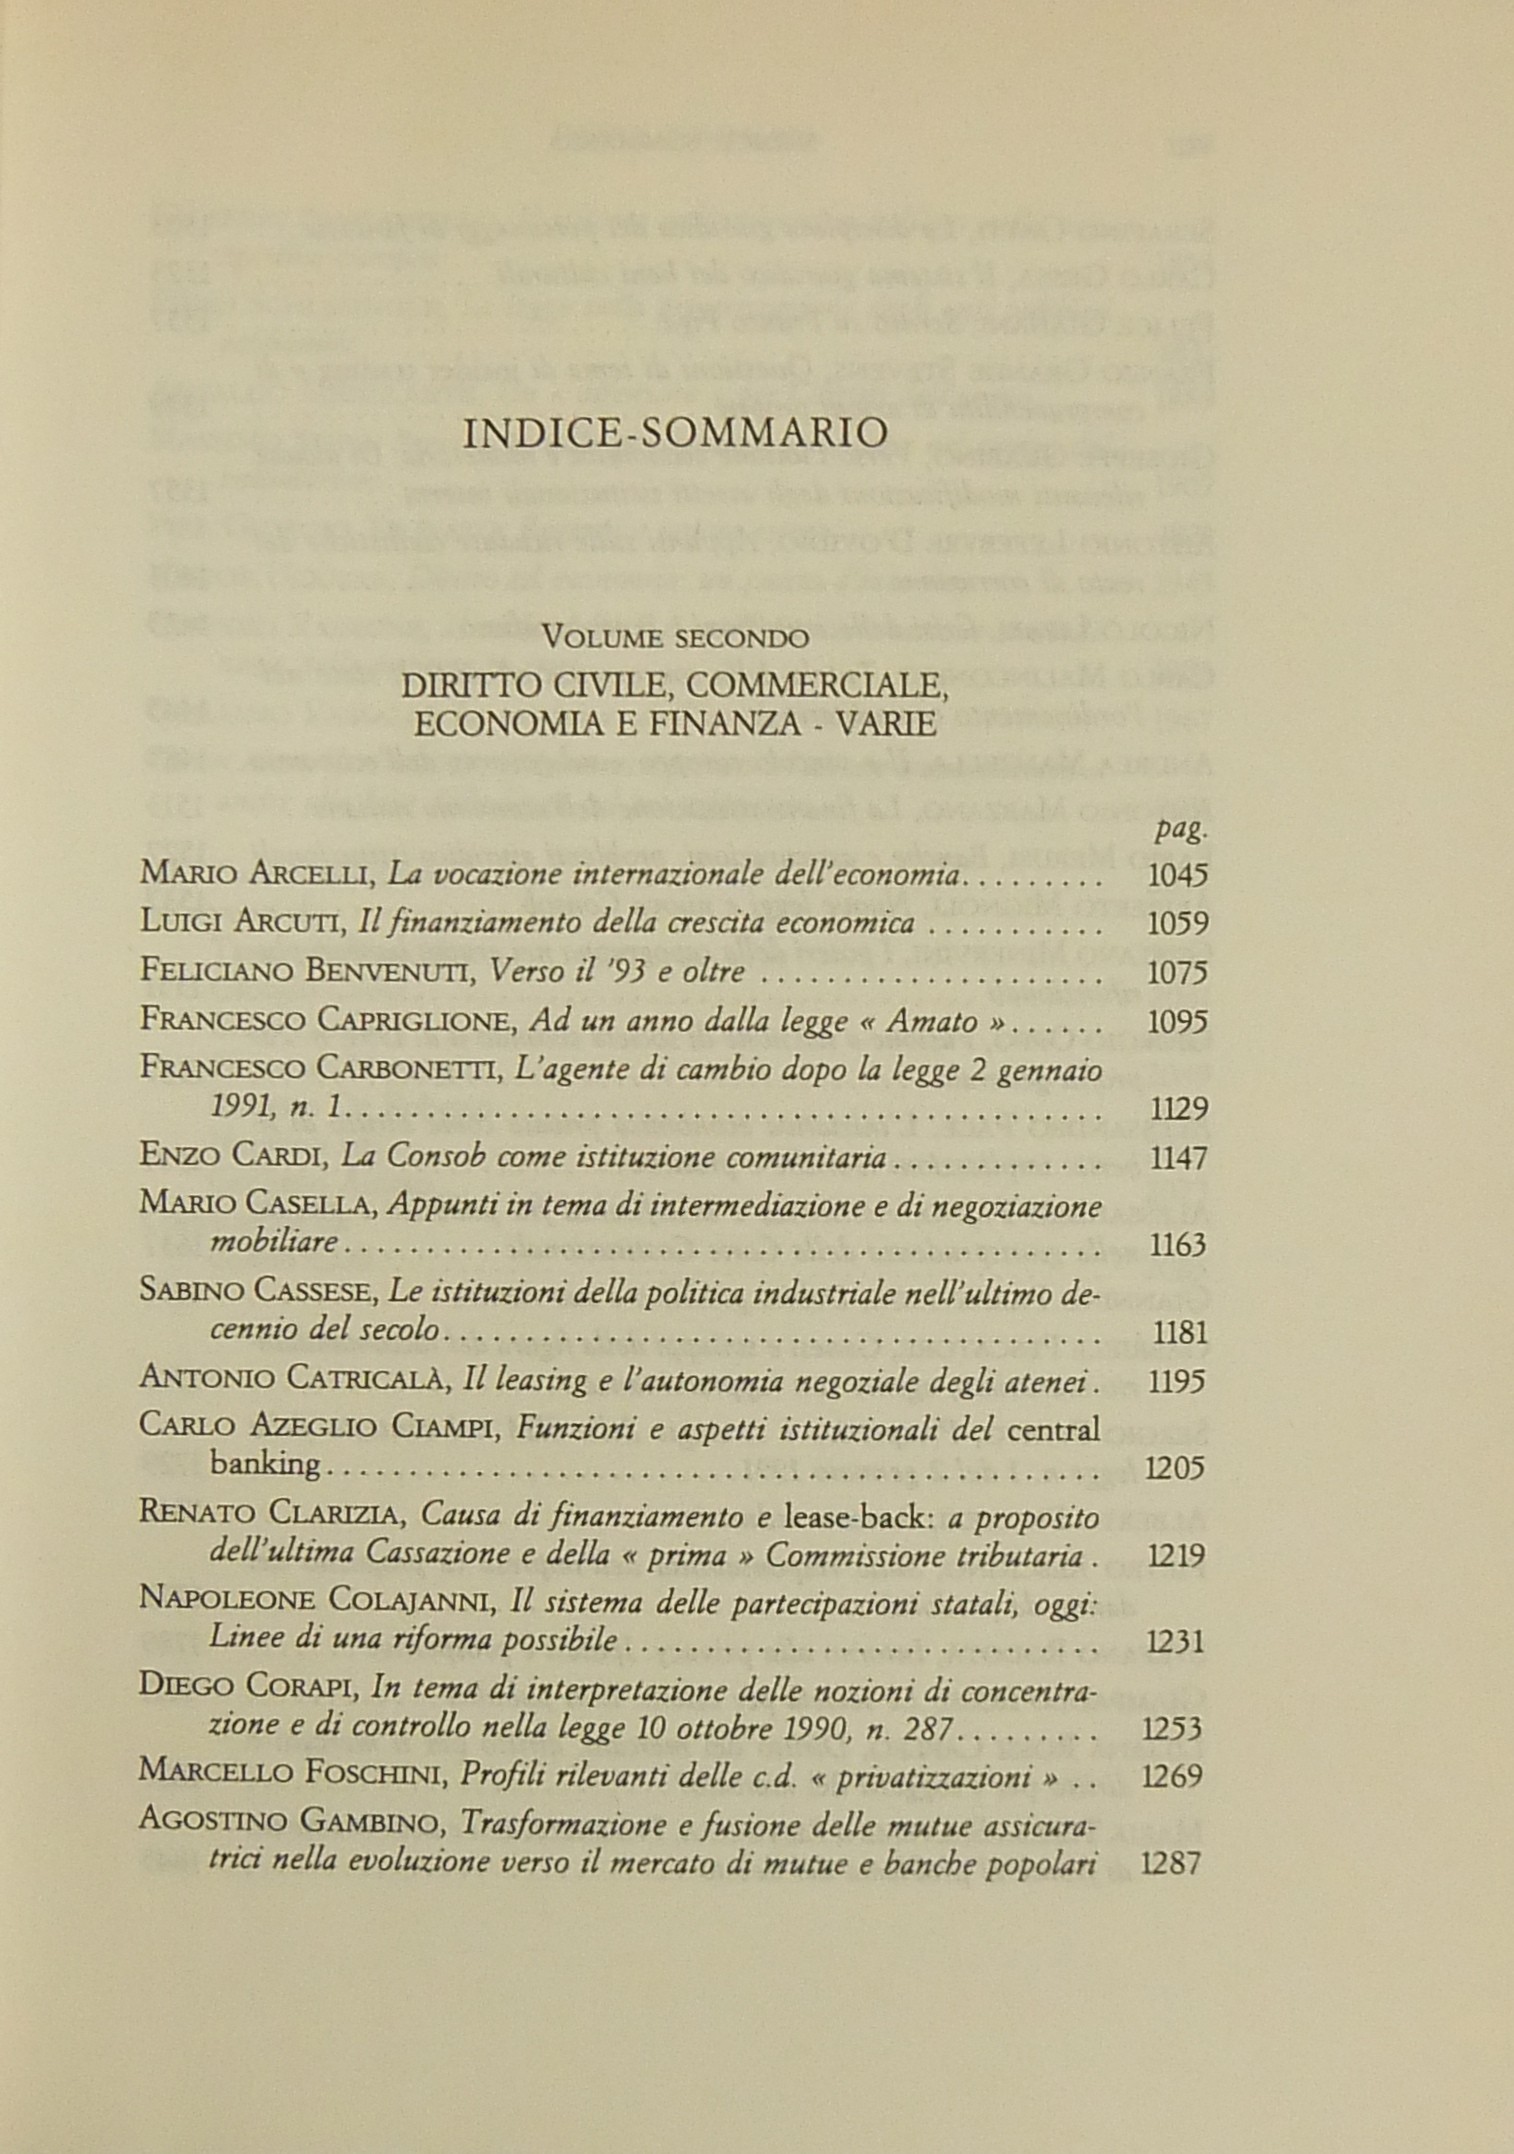 INDICE-SOMMARIO
VOLUME SECONDO
DIRITTO CIVILE, COMMERCIALE,
ECONOMIA E FINANZA - VARIE
pag.
MARIO ARCELLI, La vocazione internazionale dell'economia......... 1045
LUIGI ARCUTI, Il finanziamento della crescita economica ........... 1059
FELICIANO BENVENUTI, Verso il '93 e oltre ..................... 1075
FRANCESCO CAPRIGLIONE, Ad un anno dalla legge « Amato »...... 1095
FRANCESCO CARBONETTI, L'agente di cambio dopo la legge 2 gennaio
1991, n. 1............................................... 1129
ENZO CARDI, La Consob come istituzione comunitaria............. 1147
MARIO CASELLA, Appunti in tema di intermediazione e di negoziazione
mobiliare............................................... 1163
SABINO CASSESE, Le istituzioni della politica industriale nell'ultimo de-
cennio del secolo......................................... 1181
ANTONIO CATRICALÀ, Il leasing e l'autonomia negoziale degli atenei. 1195
CARLO AZEGLIO CIAMPI, Funzioni e aspetti istituzionali del central
banking................................................ 1205
RENATO CLARIZIA, Causa di finanziamento e lease-back: a proposito
dell'ultima Cassazione e della « prima » Commissione tributaria. 1219
NAPOLEONE COLAJANNI, Il sistema delle partecipazioni statali, oggi:
Linee di una riforma possibile............................. 1231
DIEGO CORAPI, In tema di interpretazione delle nozioni di concentra-
zione e di controllo nella legge 10 ottobre 1990, n. 287......... 1253
MARCELLO FOSCHINI, Profili rilevanti delle c.d. « privatizzazioni » .. 1269
AGOSTINO GAMBINO, Trasformazione e fusione delle mutue assicura-
trici nella evoluzione verso il mercato di mutue e banche popolari 1287